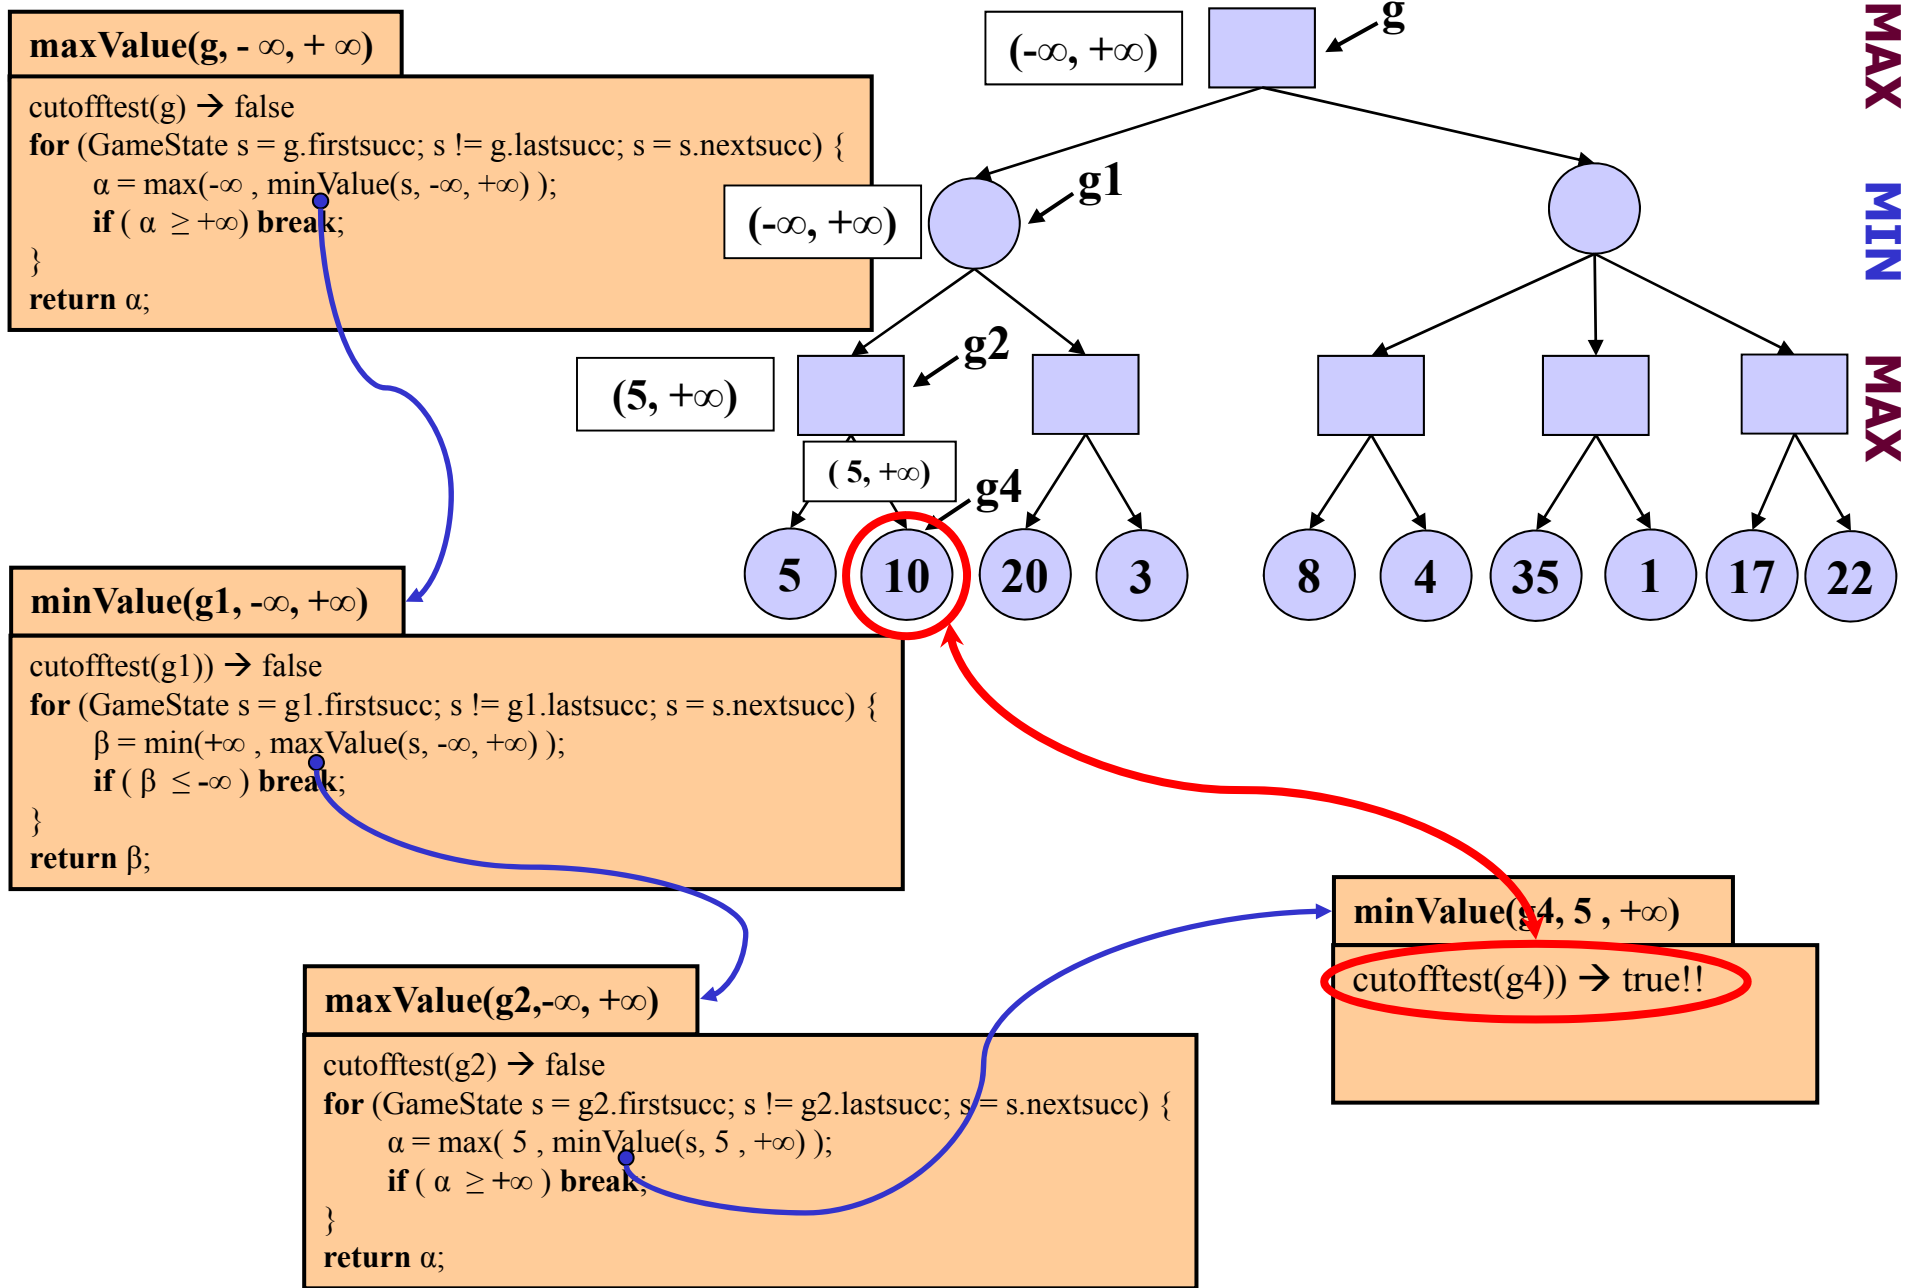 maxValue(g, - ∞, + ∞)
cutofftest(g) → false
for (GameState s = g.firstsucc; s != g.lastsucc; s = s.nextsucc) {
α = max(-∞ , minValue(s, -∞, +∞) );
if ( α ≥ +∞) break;
}
return α;
(-∞, +∞)
g
MAX
(-∞, +∞)
g1
MIN
(5, +∞)
g2
MAX
( 5, +∞)
g4
5 10 20 3 8 4 35 1 17 22
minValue(g1, -∞, +∞)
cutofftest(g1)) → false
for (GameState s = g1.firstsucc; s != g1.lastsucc; s = s.nextsucc) {
β = min(+∞ , maxValue(s, -∞, +∞) );
if ( β ≤ -∞ ) break;
}
return β;
maxValue(g2,-∞, +∞)
cutofftest(g2) → false
for (GameState s = g2.firstsucc; s != g2.lastsucc; s = s.nextsucc) {
α = max( 5 , minValue(s, 5 , +∞) );
if ( α ≥ +∞ ) break;
}
return α;
minValue(g4, 5 , +∞)
cutofftest(g4)) → true!!